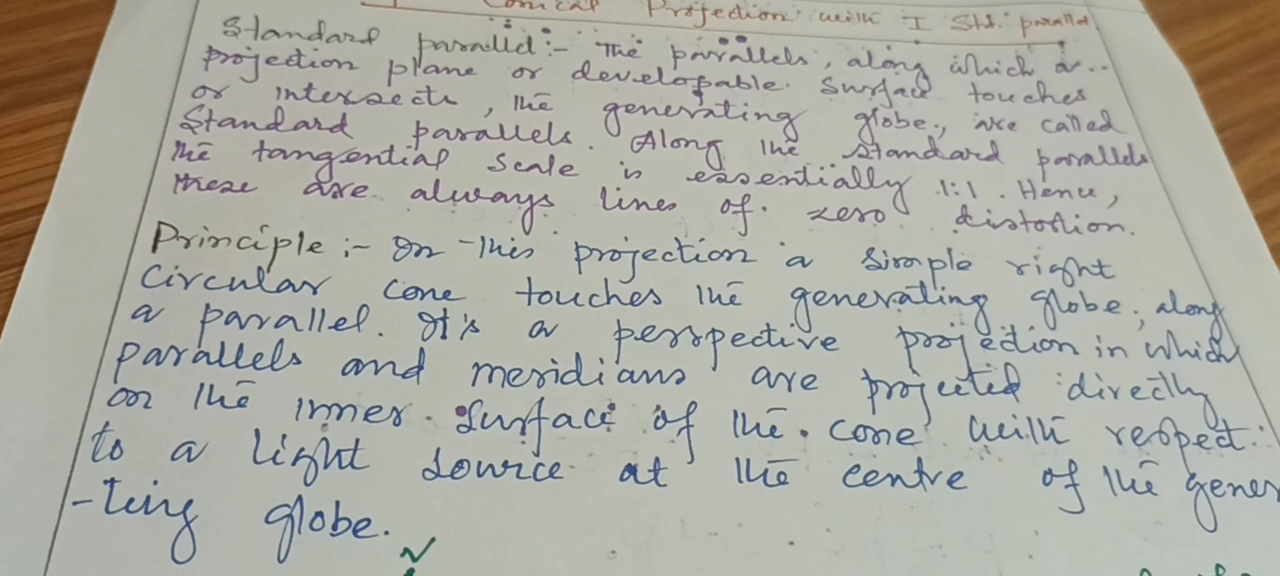 Conical Projection with I Std. parallel
Standard parallel :- The parallels, along which a..
projection plane or developable surface touches
or intersects, the generating globe, are called
Standard parallels. Along the standard parallels
the tangential scale is essentially 1:1. Hence,
these are always lines of zero distortion.
Principle :- On this projection a simple right
circular cone touches the generating globe, along
a parallel. It's a perspective projection in which
parallels and meridians are projected directly
on the inner surface of the cone with respect
to a light source at the centre of the gener
-ting globe.